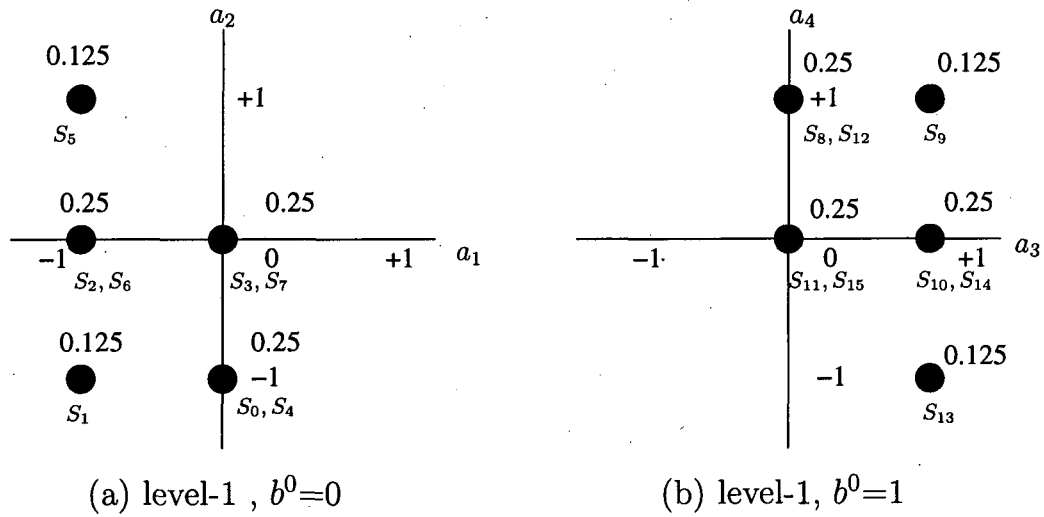 a₂
0.125
+1
S₅
0.25
0.25
−1
0
+1
a₁
S₂, S₆
S₃, S₇
0.125
0.25
−1
S₁
S₀, S₄
(a) level-1 , b⁰=0
a₄
0.25
0.125
+1
S₈, S₁₂
S₉
0.25
0.25
−1
0
+1
a₃
S₁₁, S₁₅
S₁₀, S₁₄
−1
0.125
S₁₃
(b) level-1, b⁰=1